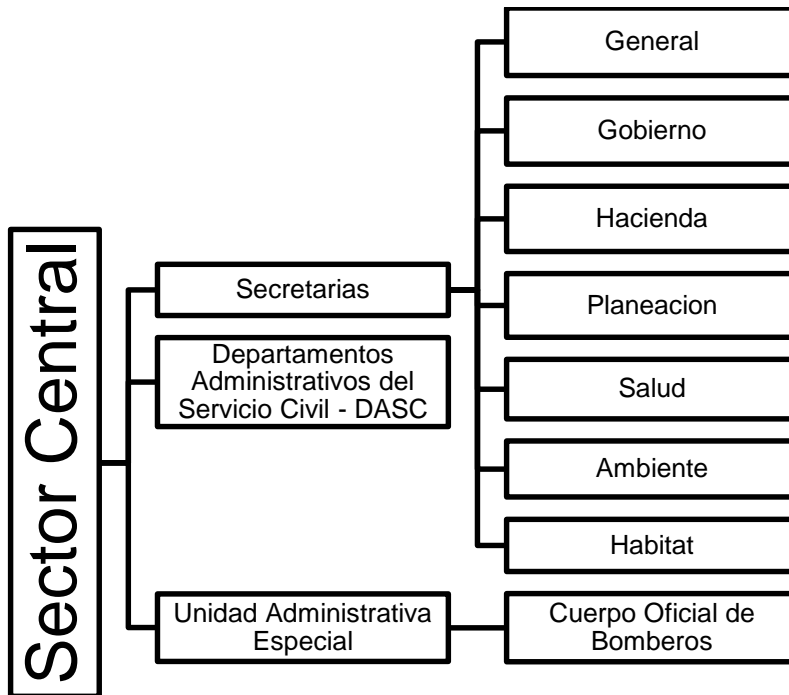 Sector Central
Secretarias
Departamentos
Administrativos del
Servicio Civil - DASC
Unidad Administrativa
Especial
General
Gobierno
Hacienda
Planeacion
Salud
Ambiente
Habitat
Cuerpo Oficial de
Bomberos